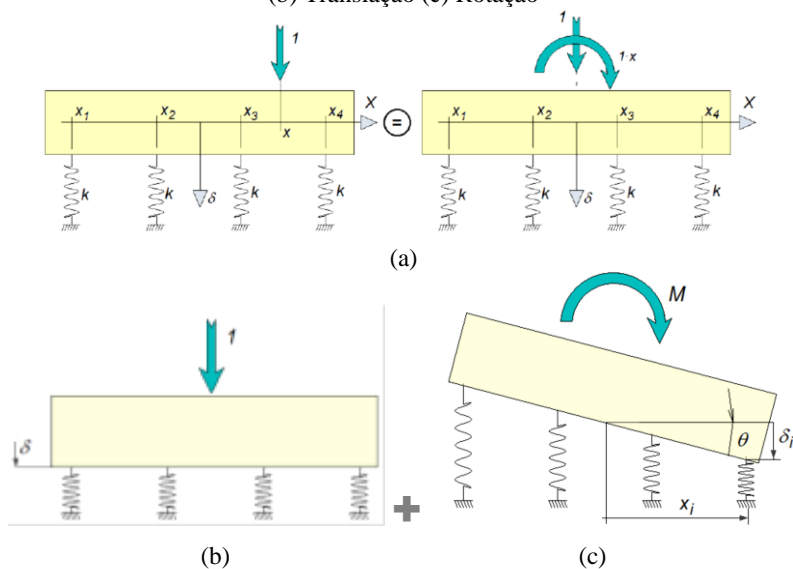 (b) Translação (c) Rotação
1
1
1·x
x₁ x₂ x₃ x x₄ X
=
x₁ x₂ x₃ x₄ X
k k k k
δ
k k k k
δ
(a)
M
1
δ
θ
δᵢ
xᵢ
(b) (c)